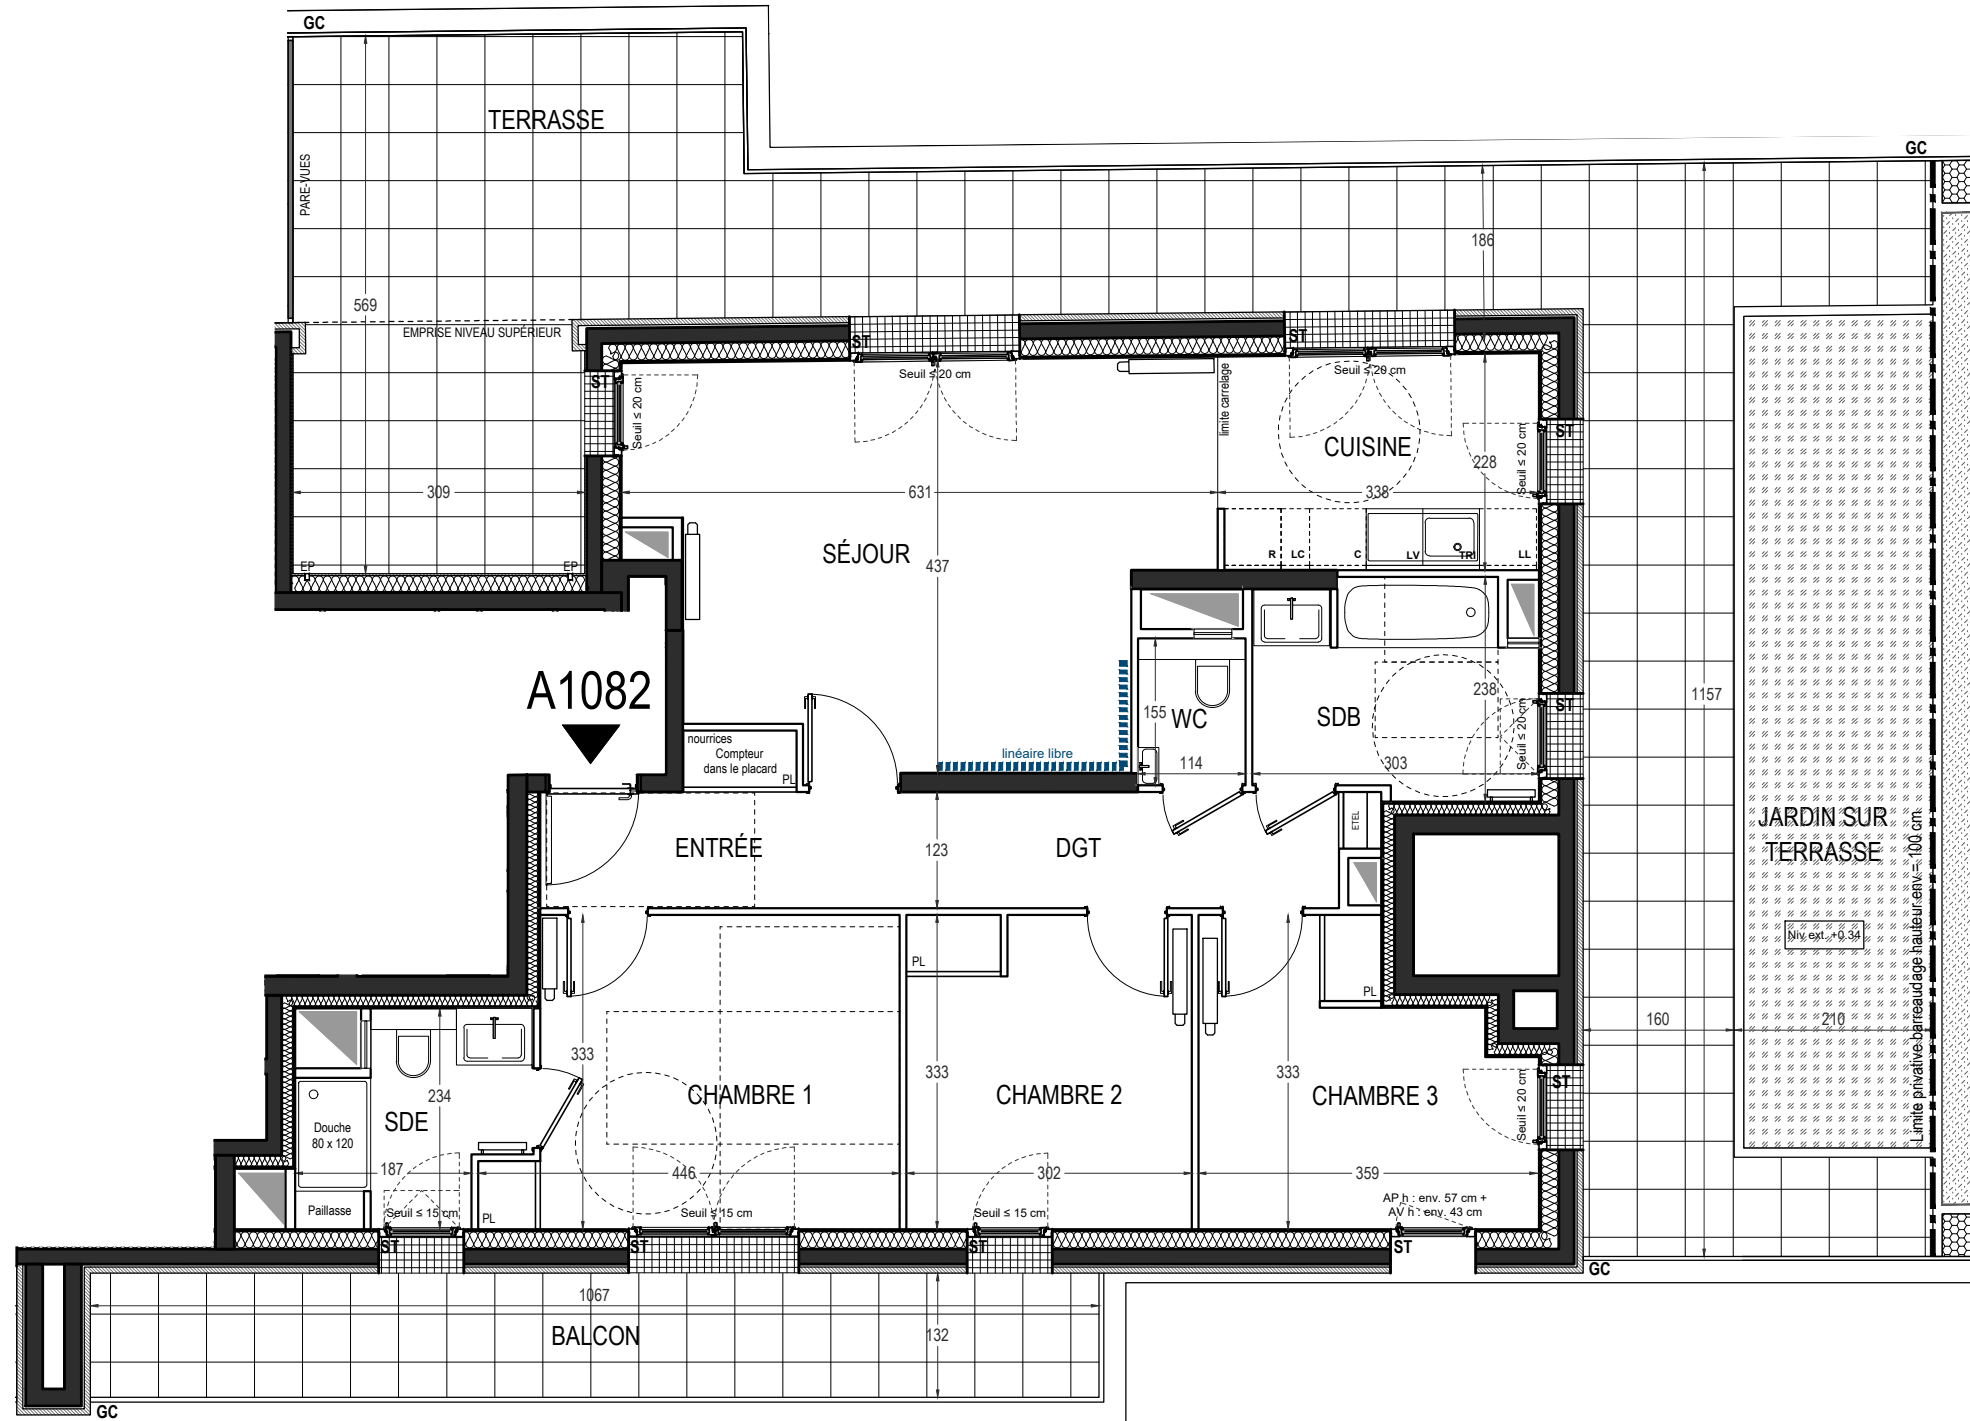 GC
TERRASSE
GC
PARE-VUES
186
569
EMPRISE NIVEAU SUPÉRIEUR
ST
ST
ST
Seuil ≤ 20 cm
Seuil ≤ 20 cm
Seuil ≤ 20 cm
limite carrelage
CUISINE
ST
Seuil ≤ 20 cm
228
309
631
338
SÉJOUR
437
R
LC
C
LV
TRI
LL
EP
EP
A1082
155
WC
SDB
238
ST
Seuil ≤ 20 cm
1157
nourrices
Compteur
dans le placard
PL
linéaire libre
114
303
ENTRÉE
123
DGT
ETEL
JARDIN SUR
TERRASSE
Niv ext. +0.34
Limite privative barreaudage hauteur env = 100 cm
PL
PL
160
210
333
333
333
234
CHAMBRE 1
CHAMBRE 2
CHAMBRE 3
ST
Seuil ≤ 20 cm
SDE
Douche
80 x 120
187
446
302
359
Paillasse
PL
Seuil ≤ 15 cm
Seuil ≤ 15 cm
Seuil ≤ 15 cm
AP h : env. 57 cm +
AV h : env. 43 cm
ST
ST
ST
ST
GC
1067
BALCON
132
GC